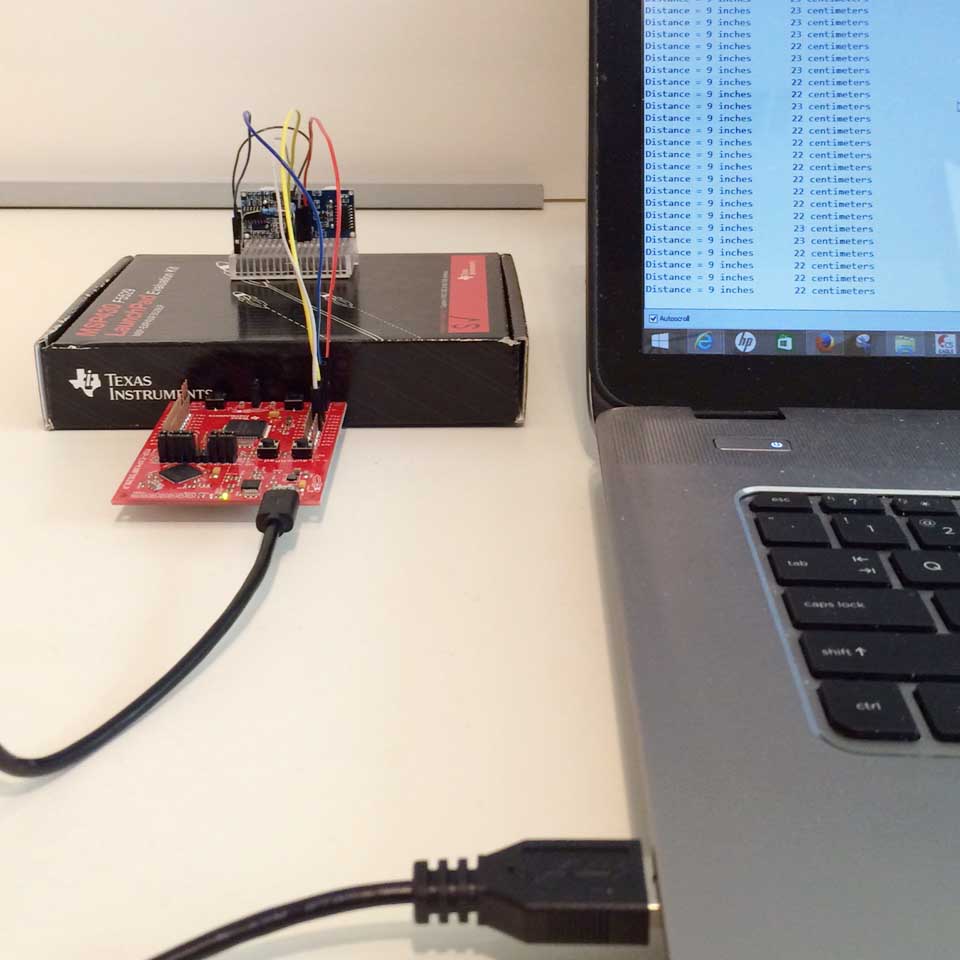 Distance = 9 inches 23 centimeters
Distance = 9 inches 23 centimeters
Distance = 9 inches 23 centimeters
Distance = 9 inches 22 centimeters
Distance = 9 inches 23 centimeters
Distance = 9 inches 23 centimeters
Distance = 9 inches 22 centimeters
Distance = 9 inches 22 centimeters
Distance = 9 inches 23 centimeters
Distance = 9 inches 22 centimeters
Distance = 9 inches 22 centimeters
Distance = 9 inches 22 centimeters
Distance = 9 inches 22 centimeters
Distance = 9 inches 22 centimeters
Distance = 9 inches 22 centimeters
Distance = 9 inches 22 centimeters
Distance = 9 inches 22 centimeters
Distance = 9 inches 22 centimeters
Distance = 9 inches 23 centimeters
Distance = 9 inches 23 centimeters
Distance = 9 inches 22 centimeters
Distance = 9 inches 22 centimeters
Distance = 9 inches 22 centimeters
Distance = 9 inches 22 centimeters
Autoscroll
hp
MSP430 F5529
LaunchPad Evaluation Kit
TEXAS
INSTRUMENTS
esc
! 1
@ 2
tab
Q
caps lock
shift
ctrl